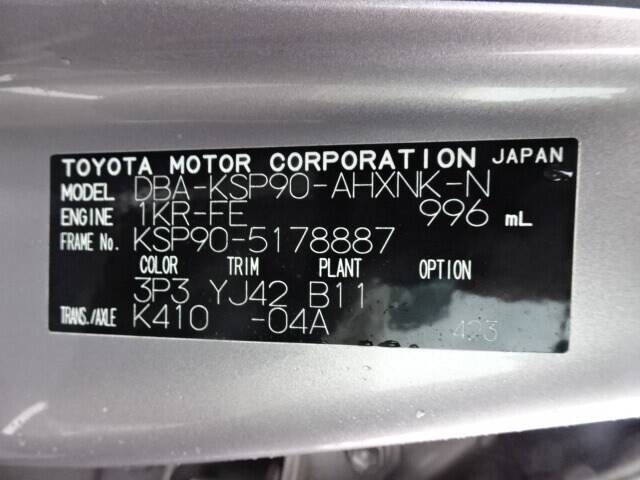 TOYOTA MOTOR CORPORATION JAPAN
MODEL DBA-KSP90-AHXNK-N
ENGINE 1KR-FE 996 mL
FRAME No. KSP90-5178887
COLOR TRIM PLANT OPTION
3P3 YJ42 B11
TRANS./AXLE K410 -04A 423